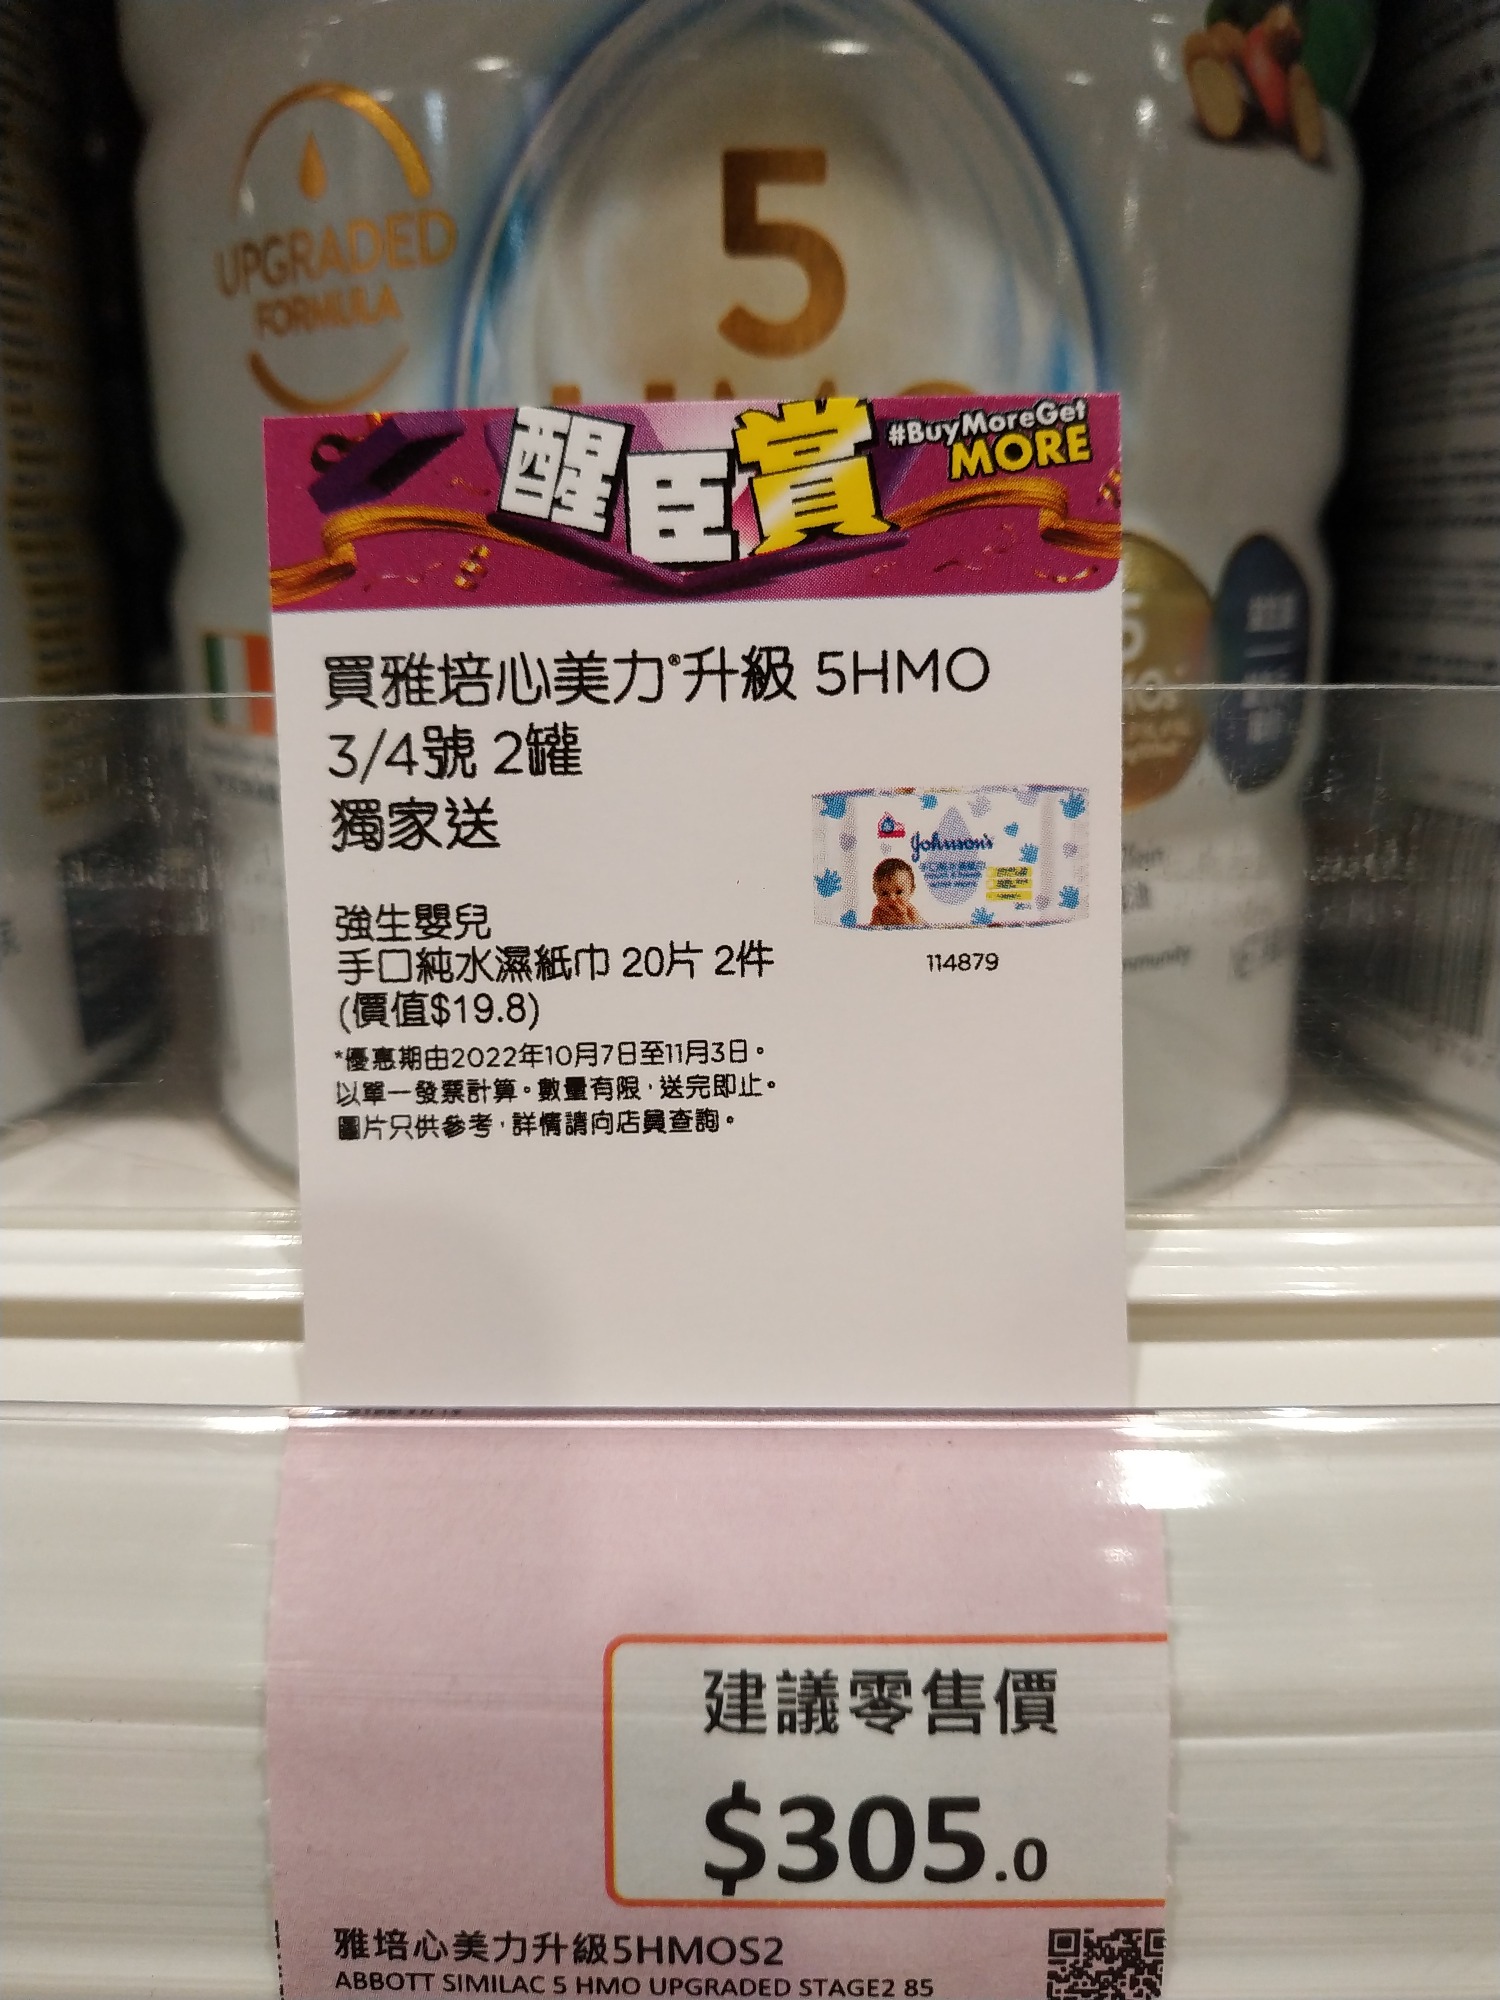 UPGRADED
FORMULA
5
醒臣賞
#BuyMoreGet
MORE
買雅培心美力®升級 5HMO
3/4號 2罐
獨家送
Johnson's
強生嬰兒
手口純水濕紙巾 20片 2件
(價值$19.8)
114879
*優惠期由2022年10月7日至11月3日。
以單一發票計算。數量有限，送完即止。
圖片只供參考，詳情請向店員查詢。
建議零售價
$305.0
雅培心美力升級5HMOS2
ABBOTT SIMILAC 5 HMO UPGRADED STAGE2 85